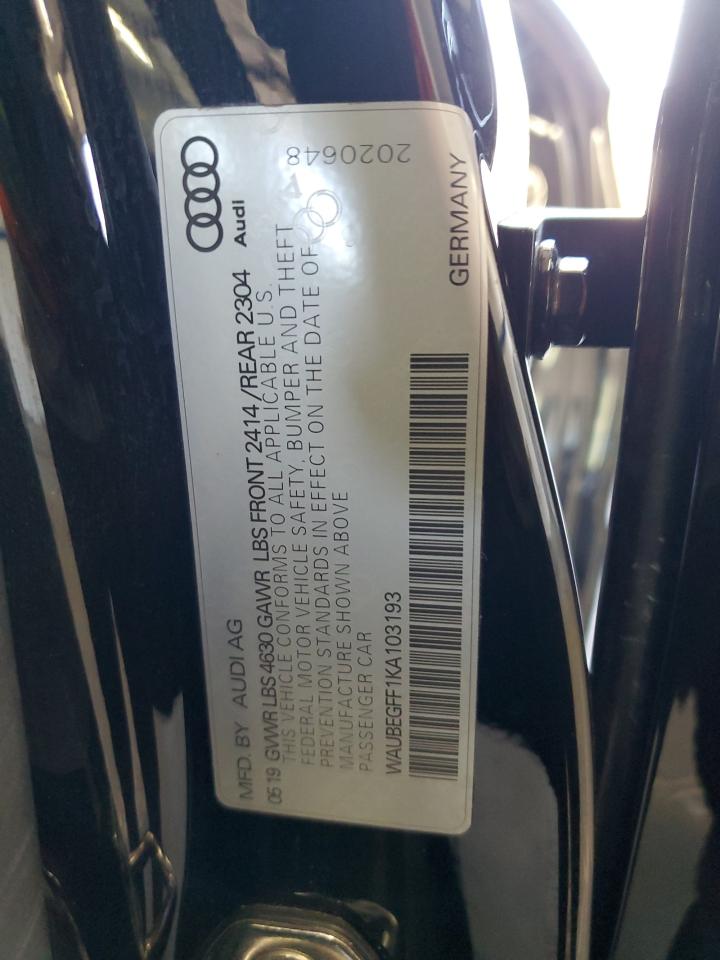 Audi
MFD. BY AUDI AG
05 19 GVWR LBS 4630 GAWR LBS FRONT 2414 /REAR 2304
THIS VEHICLE CONFORMS TO ALL APPLICABLE U.S.
FEDERAL MOTOR VEHICLE SAFETY, BUMPER AND THEFT
PREVENTION STANDARDS IN EFFECT ON THE DATE OF
MANUFACTURE SHOWN ABOVE
PASSENGER CAR
WAUBEGFF1KA103193
GERMANY
2020648